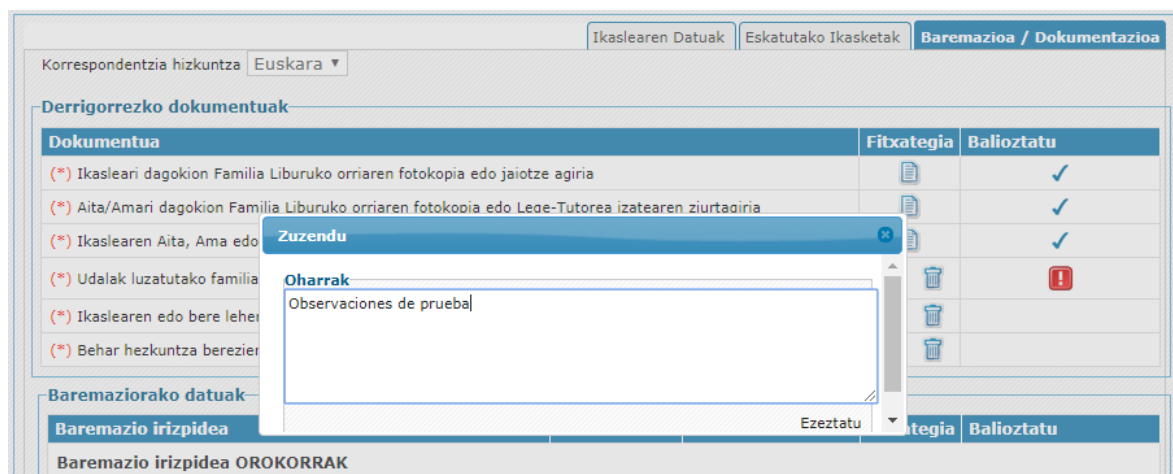 Ikaslearen Datuak Eskatutako Ikasketak Baremazioa / Dokumentazioa
Korrespondentzia hizkuntza Euskara
Derrigorrezko dokumentuak
Dokumentua Fitxategia Balioztatu
(*) Ikasleari dagokion Familia Liburuko orriaren fotokopia edo jaiotze agiria
(*) Aita/Amari dagokion Familia Liburuko orriaren fotokopia edo Lege-Tutorea izatearen ziurtagiria
(*) Ikaslearen Aita, Ama edo
(*) Udalak luzatutako familia
(*) Ikaslearen edo bere
(*) Behar hezkuntza
Zuzendu
Oharrak
Observaciones de prueba
Ezeztatu
Baremaziorako datuak
Baremazio irizpidea Balioztatu
Baremazio irizpidea OROKORRAK